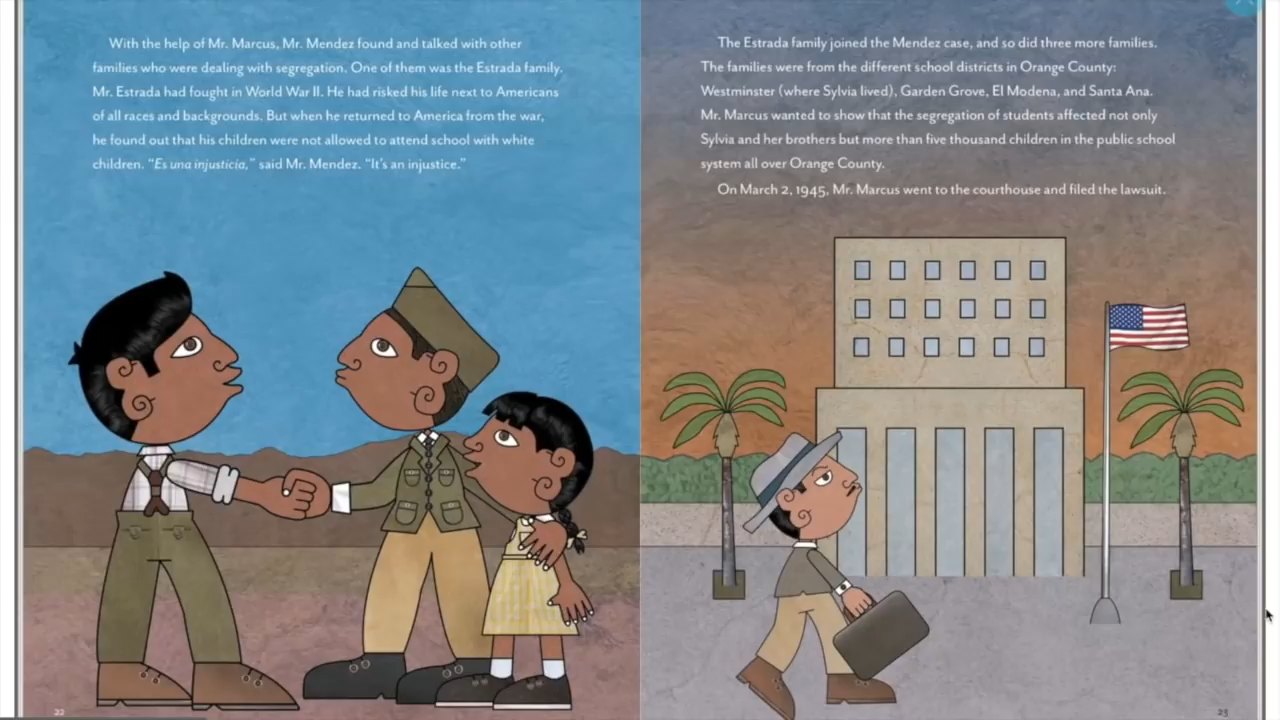 With the help of Mr. Marcus, Mr. Mendez found and talked with other
families who were dealing with segregation. One of them was the Estrada family.
Mr. Estrada had fought in World War II. He had risked his life next to Americans
of all races and backgrounds. But when he returned to America from the war,
he found out that his children were not allowed to attend school with white
children. “Es una injusticia,” said Mr. Mendez. “It’s an injustice.”
22
The Estrada family joined the Mendez case, and so did three more families.
The families were from the different school districts in Orange County:
Westminster (where Sylvia lived), Garden Grove, El Modena, and Santa Ana.
Mr. Marcus wanted to show that the segregation of students affected not only
Sylvia and her brothers but more than five thousand children in the public school
system all over Orange County.
On March 2, 1945, Mr. Marcus went to the courthouse and filed the lawsuit.
23